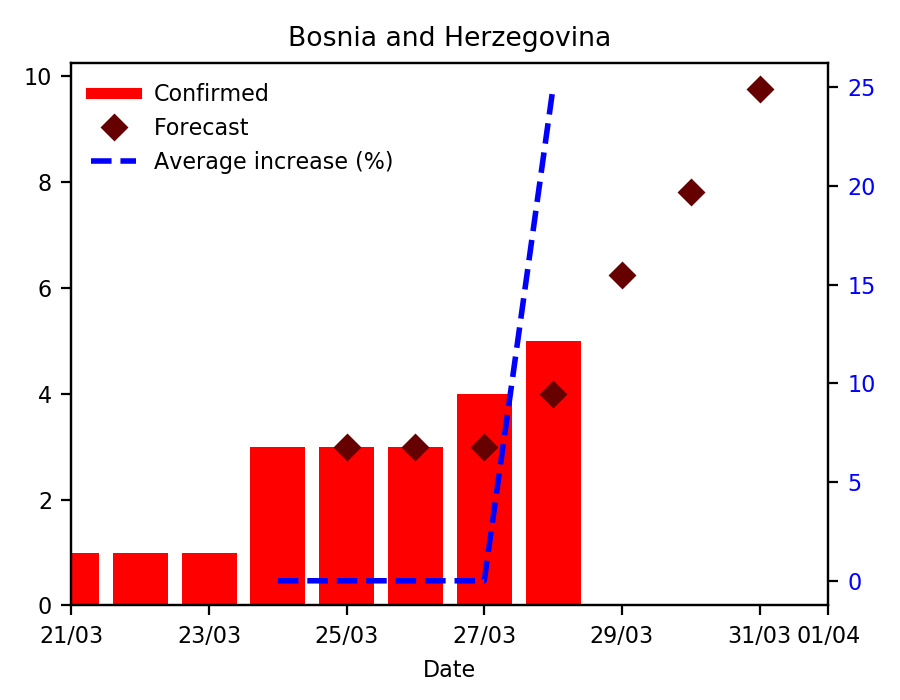 Bosnia and Herzegovina
Confirmed
Forecast
Average increase (%)
10
8
6
4
2
0
25
20
15
10
5
0
21/03 23/03 25/03 27/03 29/03 31/03 01/04
Date